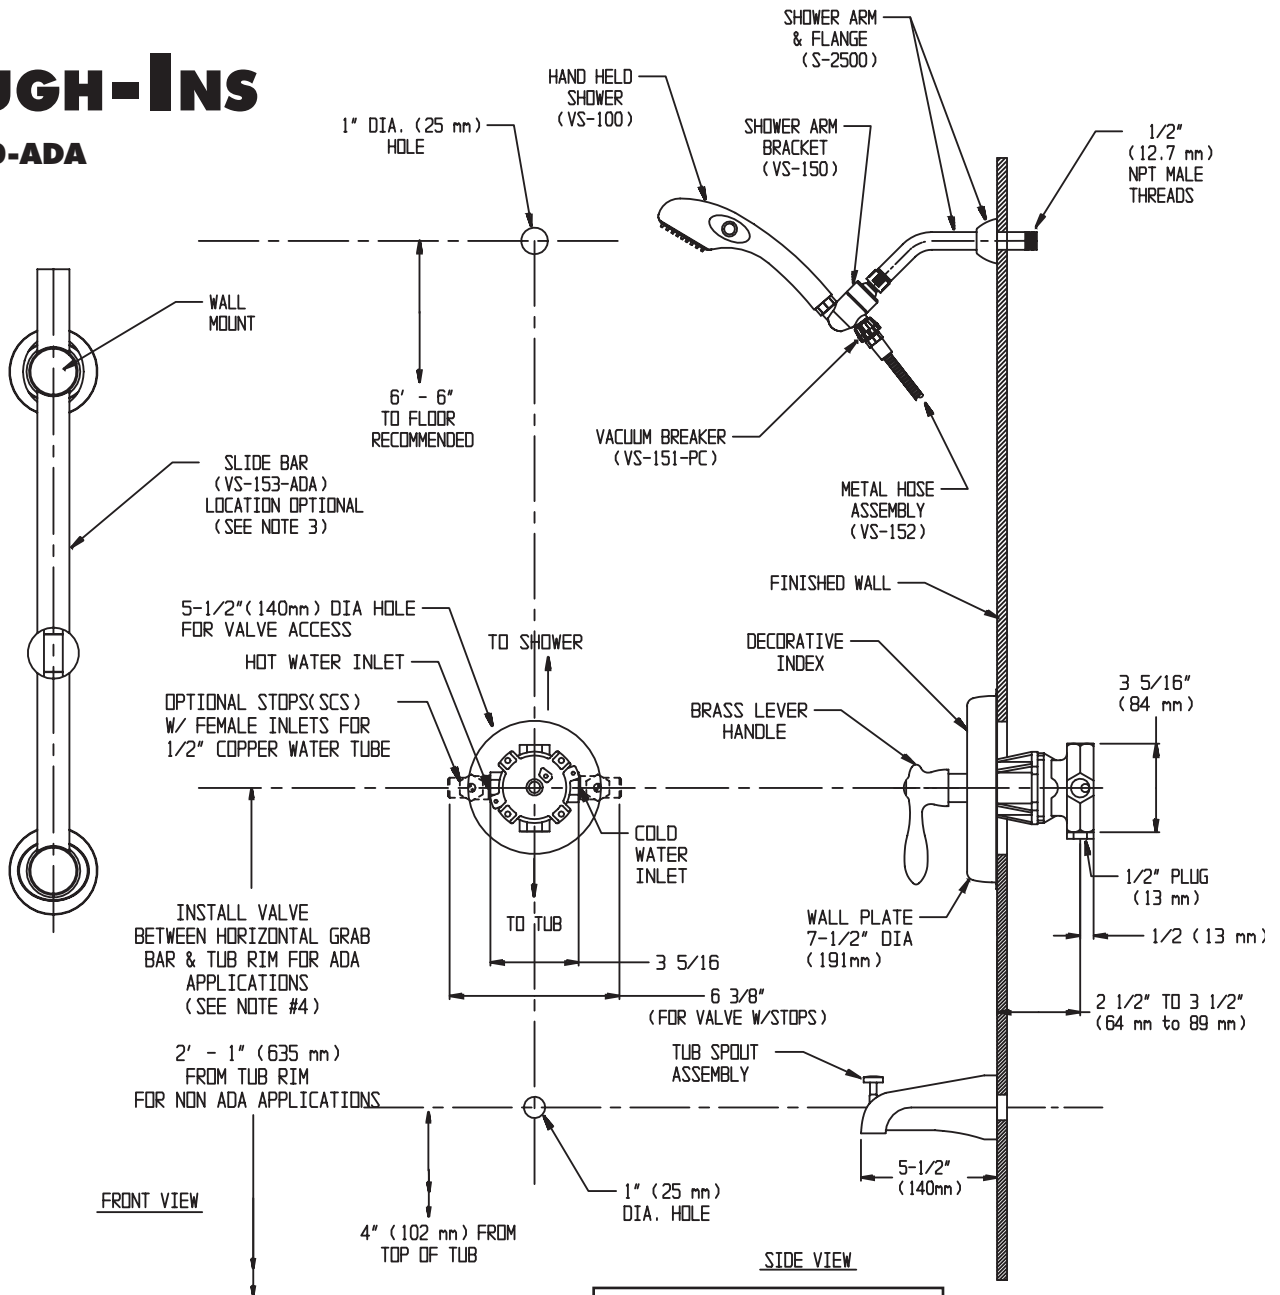 UGH-INS
-ADA
SHOWER ARM
& FLANGE
(S-2500)
HAND HELD
SHOWER
(VS-100)
1" DIA. (25 mm)
HOLE
SHOWER ARM
BRACKET
(VS-150)
1/2"
(12.7 mm)
NPT MALE
THREADS
WALL
MOUNT
6' - 6"
TO FLOOR
RECOMMENDED
VACUUM BREAKER
(VS-151-PC)
SLIDE BAR
(VS-153-ADA)
LOCATION OPTIONAL
(SEE NOTE 3)
METAL HOSE
ASSEMBLY
(VS-152)
FINISHED WALL
5-1/2"(140mm) DIA HOLE
FOR VALVE ACCESS
TO SHOWER
DECORATIVE
INDEX
HOT WATER INLET
OPTIONAL STOPS(SCS)
W/ FEMALE INLETS FOR
1/2" COPPER WATER TUBE
BRASS LEVER
HANDLE
3 5/16"
(84 mm)
COLD
WATER
INLET
1/2" PLUG
(13 mm)
INSTALL VALVE
BETWEEN HORIZONTAL GRAB
BAR & TUB RIM FOR ADA
APPLICATIONS
(SEE NOTE #4)
TO TUB
WALL PLATE
7-1/2" DIA
(191mm)
1/2 (13 mm)
3 5/16
6 3/8"
(FOR VALVE W/STOPS)
2 1/2" TO 3 1/2"
(64 mm to 89 mm)
2' - 1" (635 mm)
FROM TUB RIM
FOR NON ADA APPLICATIONS
TUB SPOUT
ASSEMBLY
5-1/2"
(140mm)
FRONT VIEW
1" (25 mm)
DIA. HOLE
4" (102 mm) FROM
TOP OF TUB
SIDE VIEW